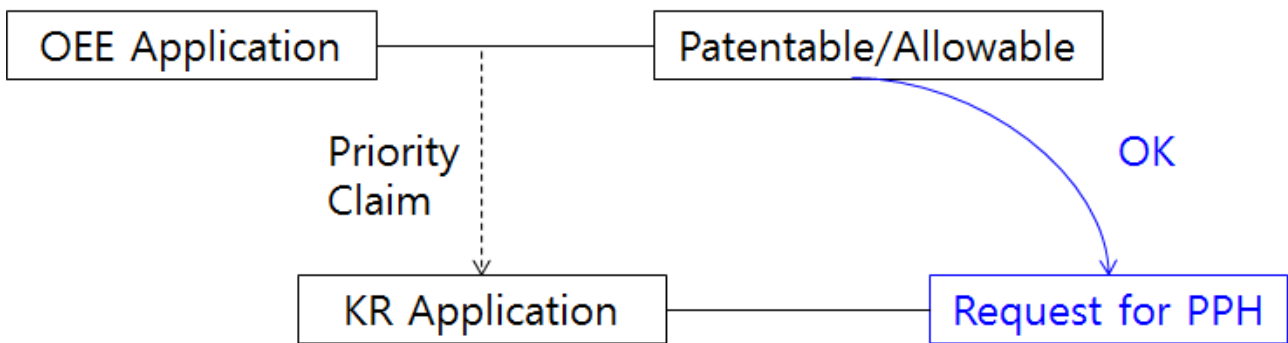 OEE Application
Patentable/Allowable
Priority
Claim
OK
KR Application
Request for PPH